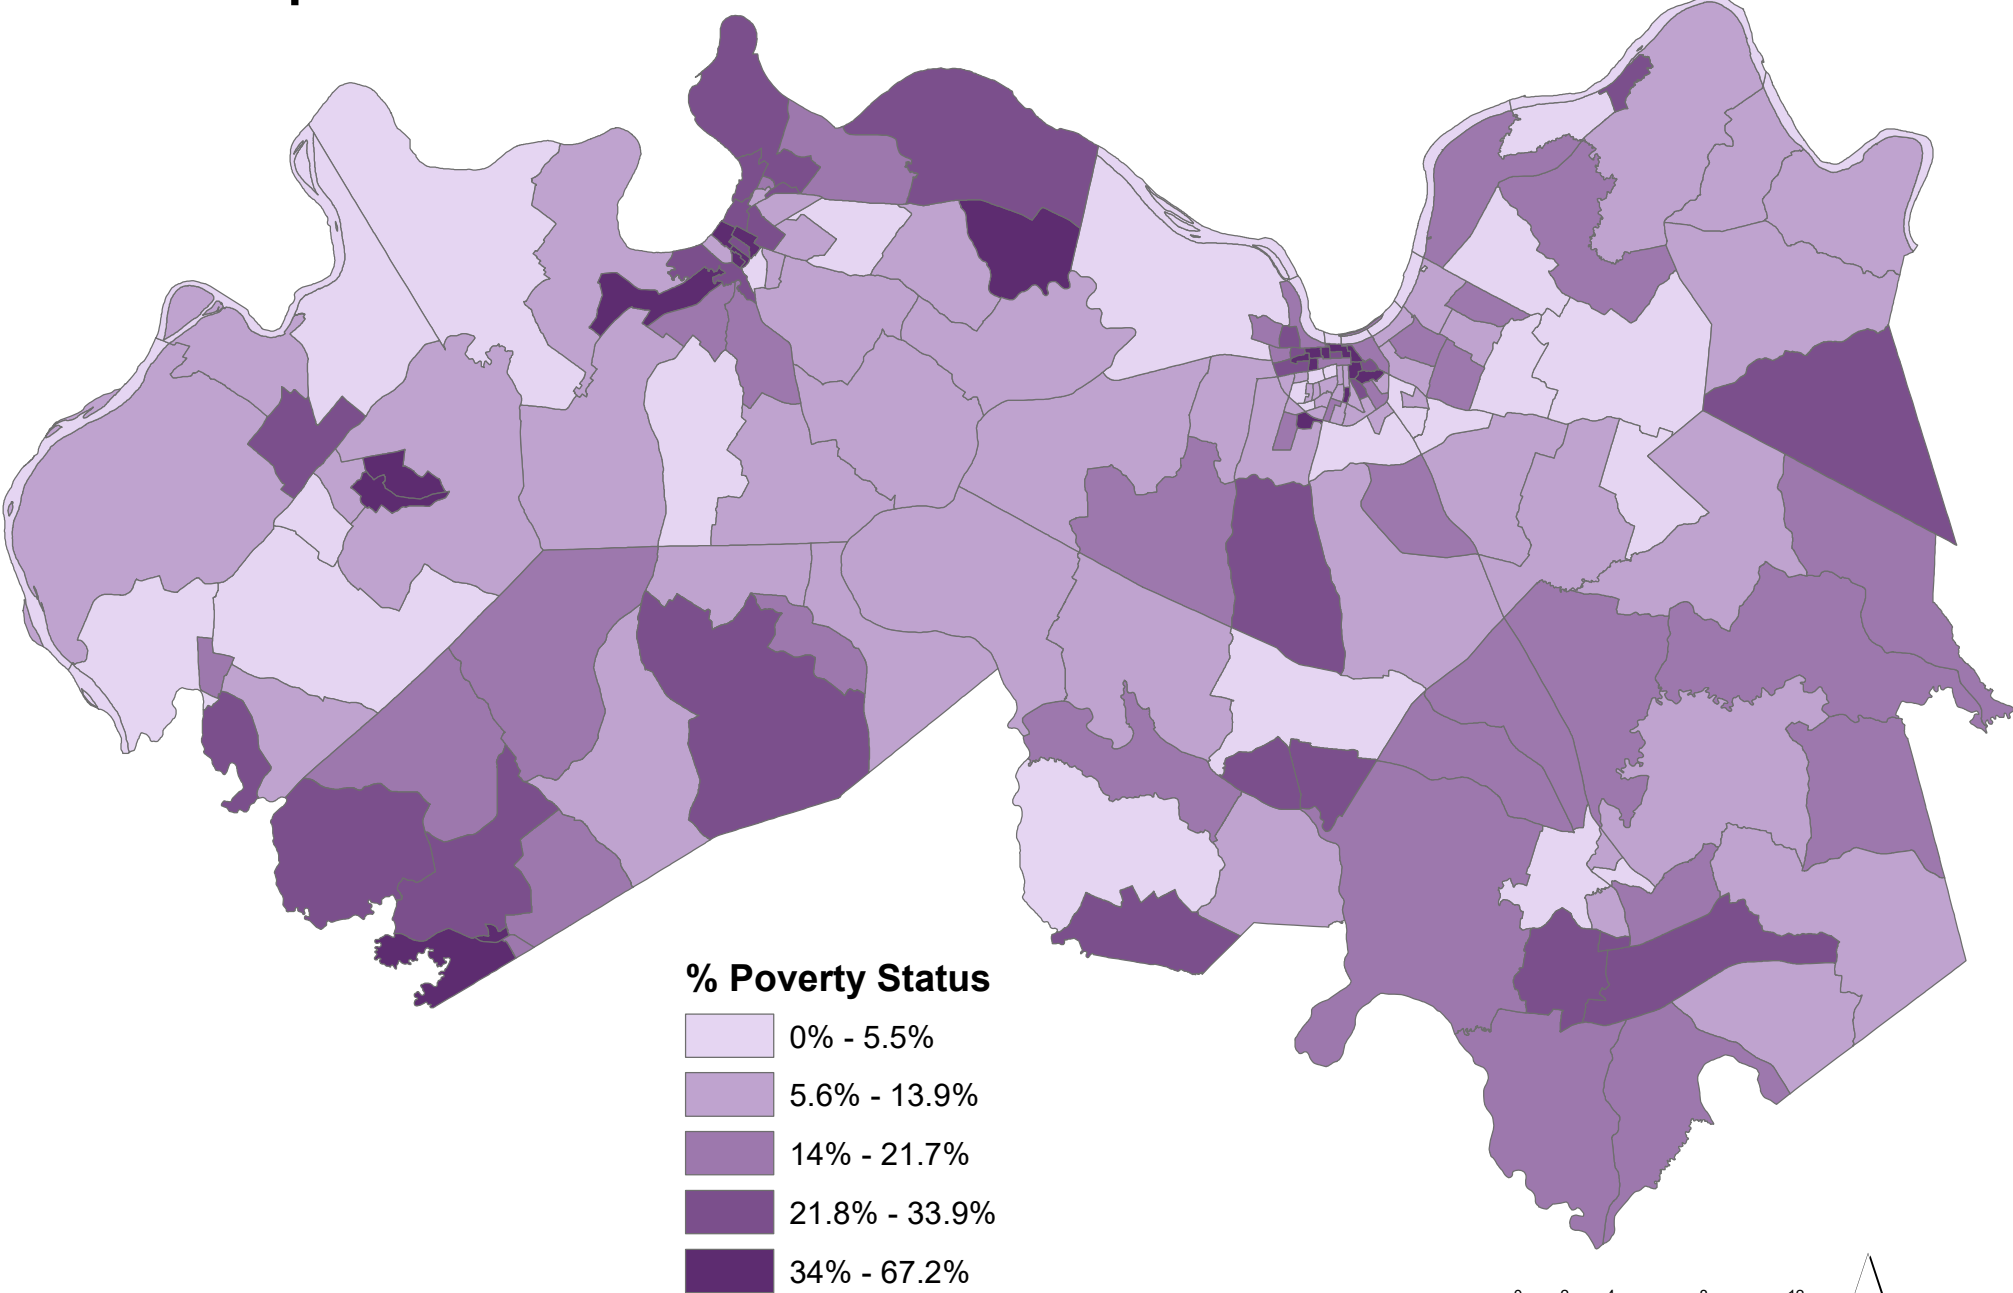 % Poverty Status
0% - 5.5%
5.6% - 13.9%
14% - 21.7%
21.8% - 33.9%
34% - 67.2%